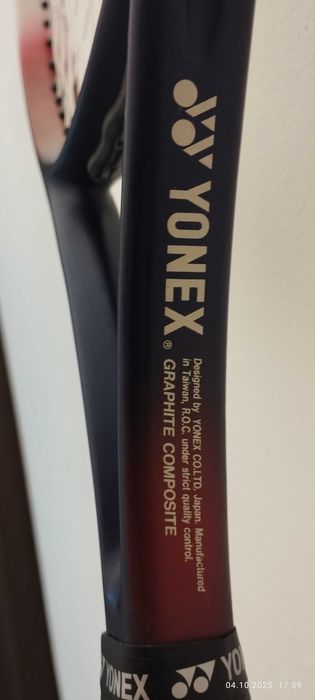 YONEX®
GRAPHITE COMPOSITE
Designed by YONEX CO.LTD. Japan. Manufactured
in Taiwan, R.O.C. under strict quality control.
YONEX
YO
04.10.2025 17:59